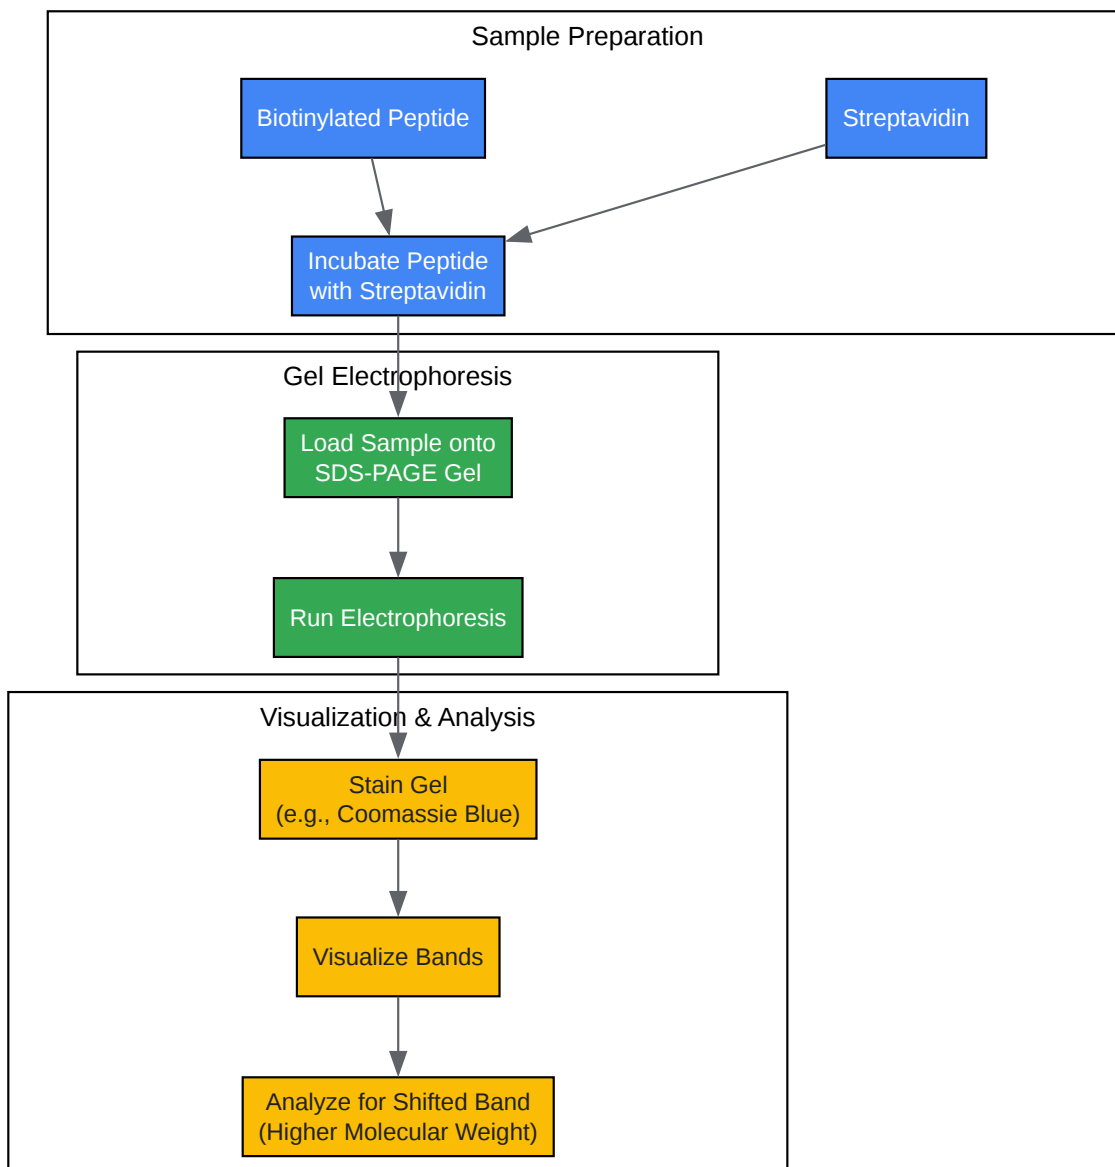 Sample Preparation
Biotinylated Peptide
Streptavidin
Incubate Peptide
with Streptavidin
Gel Electrophoresis
Load Sample onto
SDS-PAGE Gel
Run Electrophoresis
Visualization & Analysis
Stain Gel
(e.g., Coomassie Blue)
Visualize Bands
Analyze for Shifted Band
(Higher Molecular Weight)